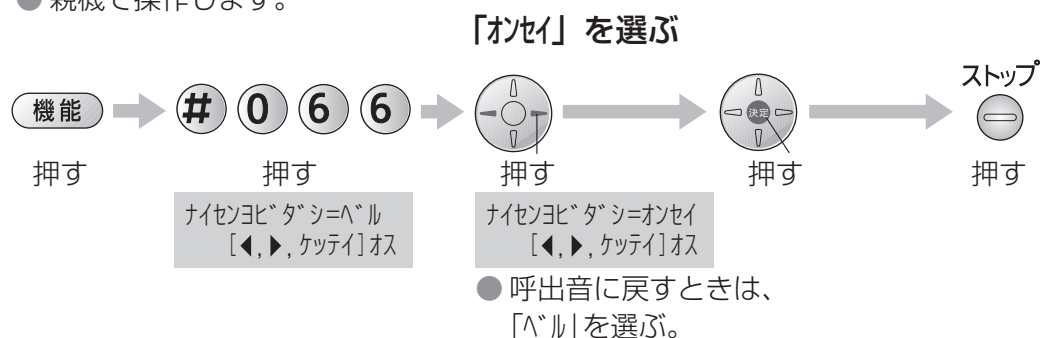 ● 親機で操作します。
「ｵﾝｾｲ」を選ぶ
ストップ
機能
# 0 6 6
決定
押す 押す 押す 押す 押す
ﾅｲｾﾝﾖﾋﾞﾀﾞｼ=ﾍﾞﾙ
[◀,▶,ｹｯﾃｲ]ｵｽ
ﾅｲｾﾝﾖﾋﾞﾀﾞｼ=ｵﾝｾｲ
[◀,▶,ｹｯﾃｲ]ｵｽ
● 呼出音に戻すときは、
「ﾍﾞﾙ」を選ぶ。